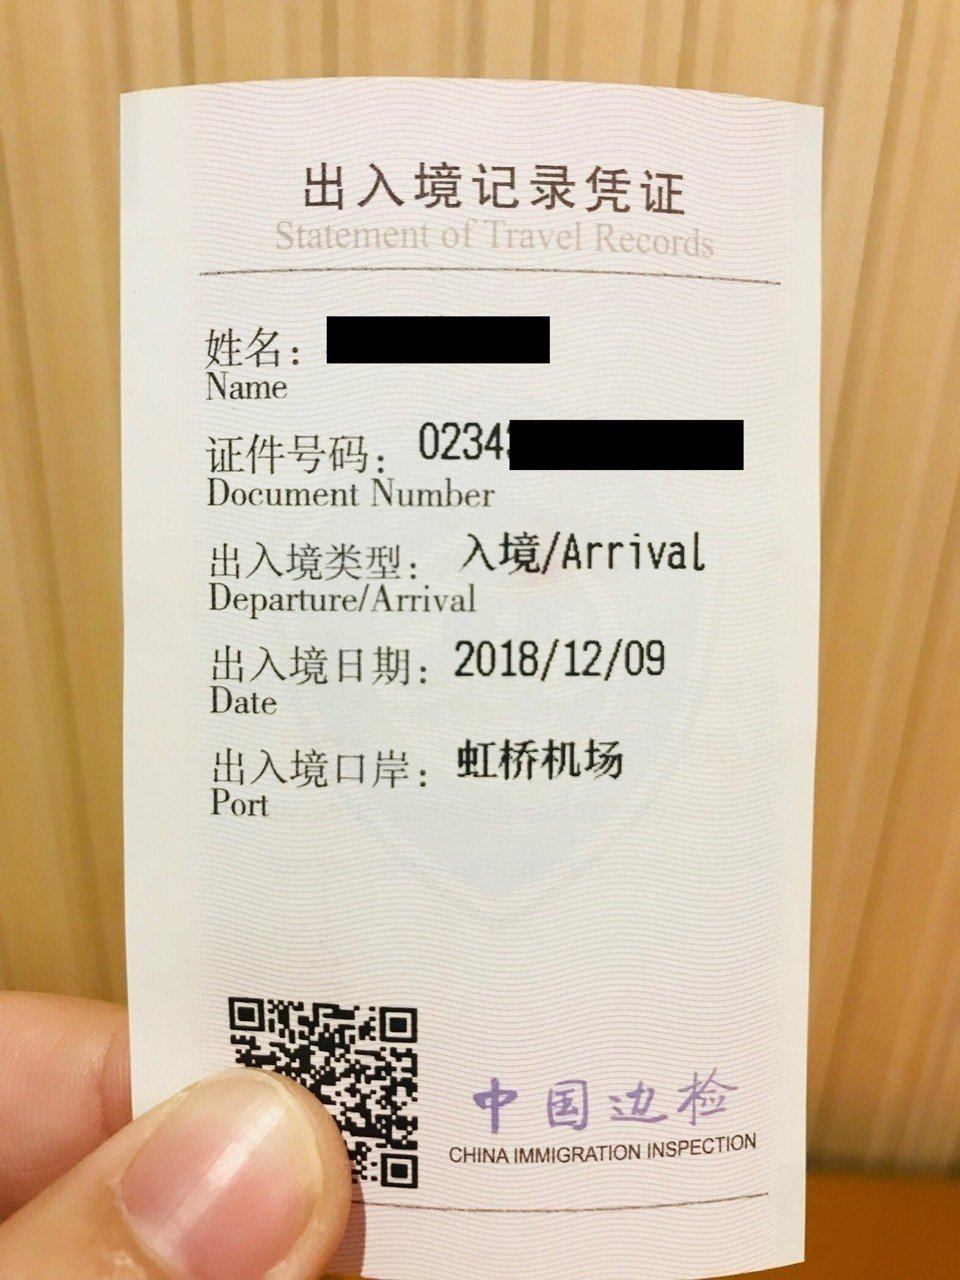 出入境记录凭证
Statement of Travel Records
姓名：
Name
证件号码： 0234
Document Number
出入境类型： 入境/Arrival
Departure/Arrival
出入境日期：2018/12/09
Date
出入境口岸： 虹桥机场
Port
中国边检
CHINA IMMIGRATION INSPECTION